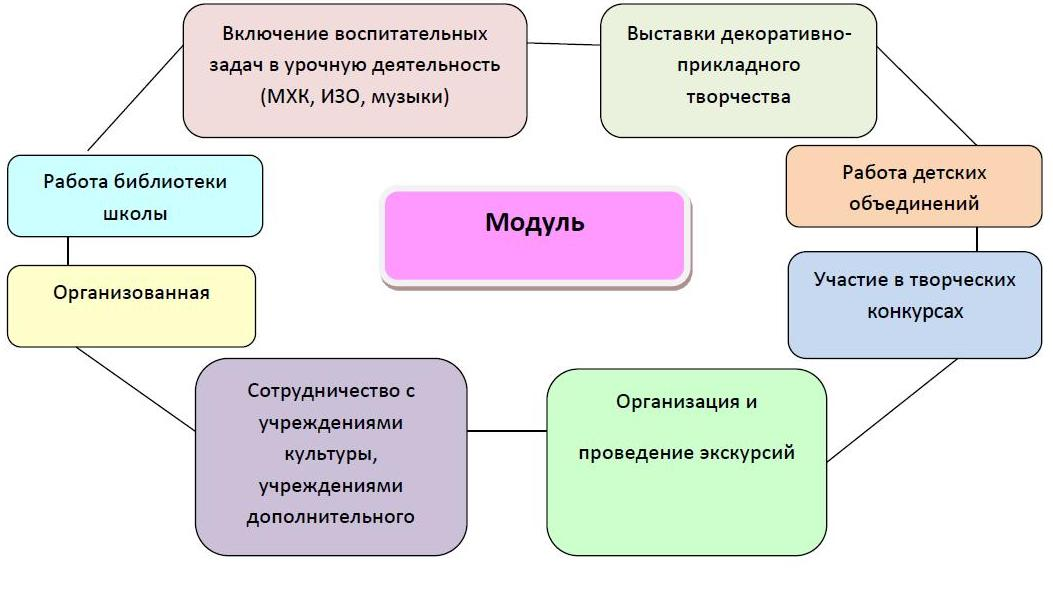 Включение воспитательных
задач в урочную деятельность
(МХК, ИЗО, музыки)
Выставки декоративно-
прикладного
творчества
Работа библиотеки
школы
Модуль
Работа детских
объединений
Организованная
Участие в творческих
конкурсах
Сотрудничество с
учреждениями
культуры,
учреждениями
дополнительного
Организация и
проведение экскурсий